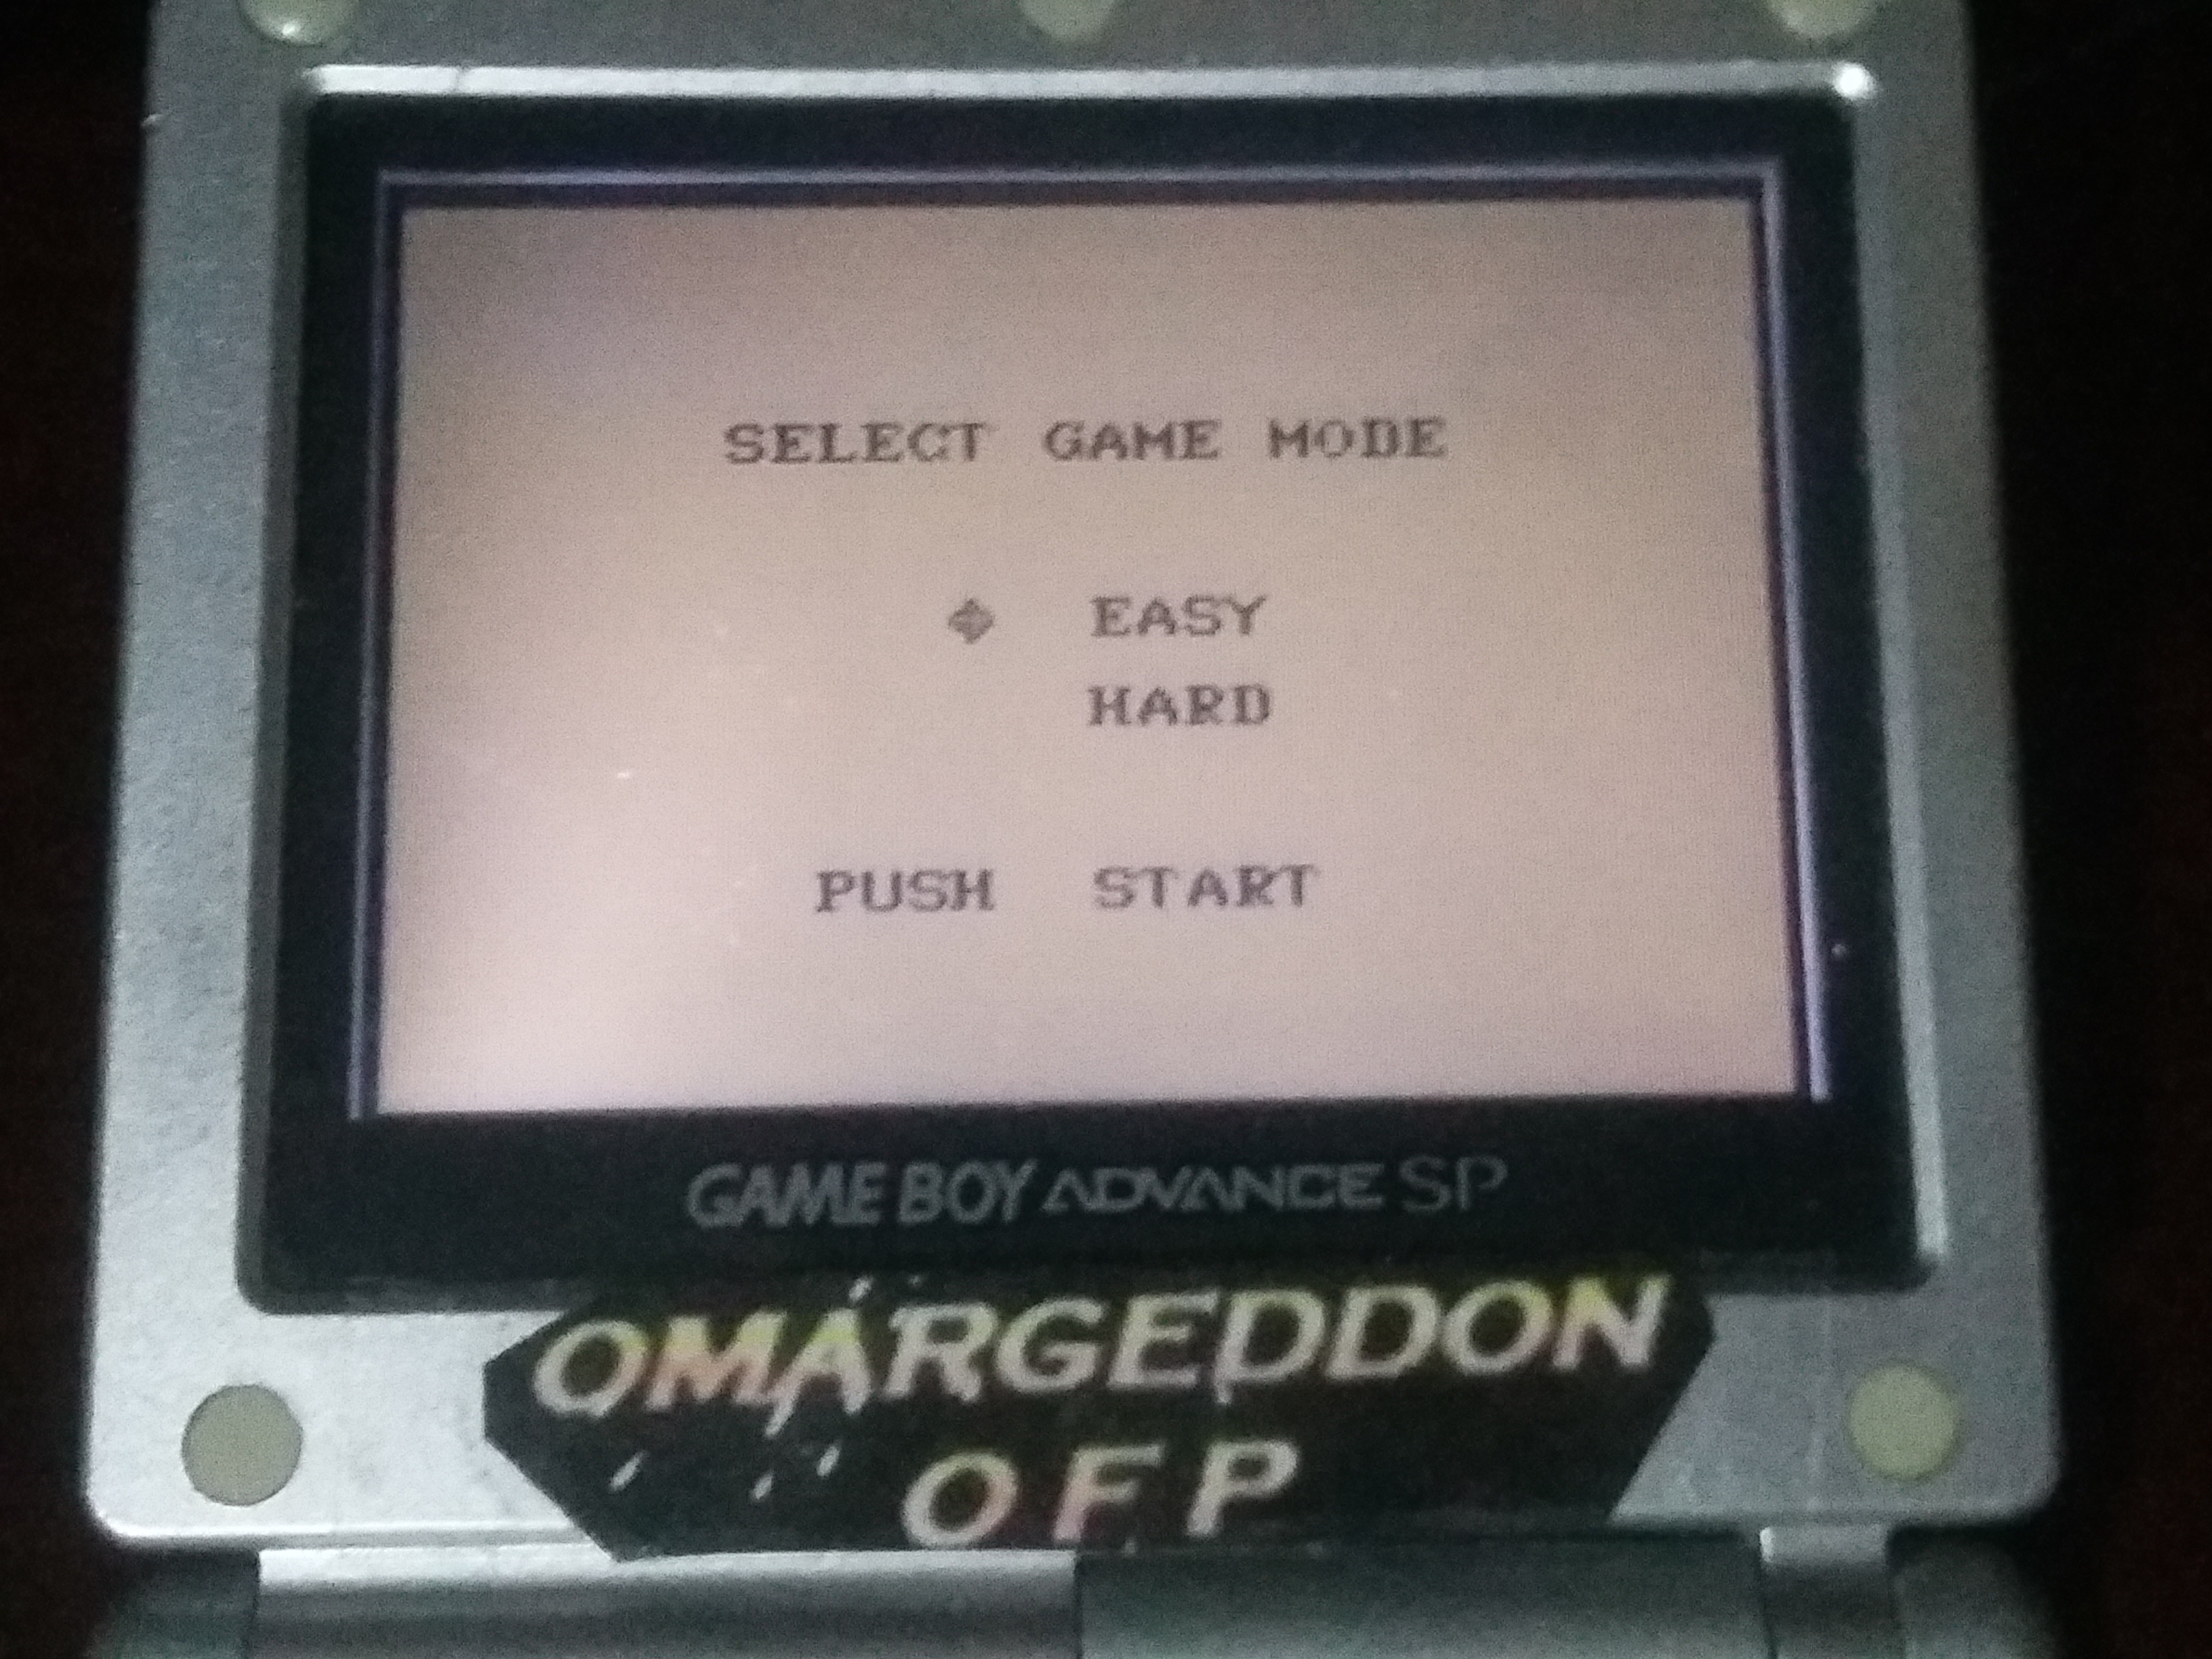 SELECT GAME MODE
EASY
HARD
PUSH START
GAME BOY ADVANCE SP
OMARGEDDON
OFP